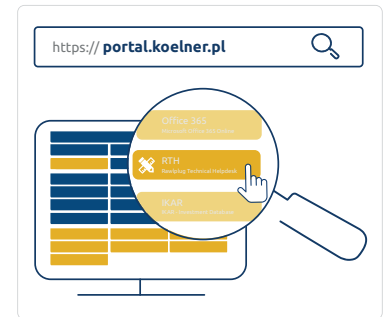 https:// portal.koelner.pl
Office 365
Microsoft Office 365 Online
RTH
Rawlplug Technical Helpdesk
iKAR